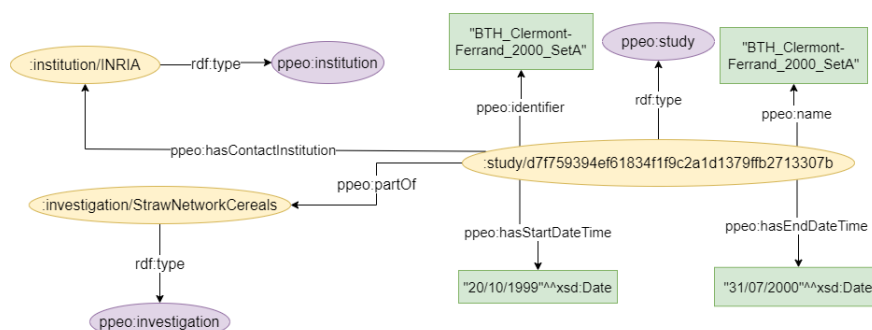 "BTH_Clermont-
Ferrand_2000_SetA"
ppeo:study
"BTH_Clermont-
Ferrand_2000_SetA"
:institution/INRIA
rdf:type
ppeo:institution
ppeo:identifier
rdf:type
ppeo:name
ppeo:hasContactInstitution
:study/d7f759394ef61834f1f9c2a1d1379ffb2713307b
ppeo:partOf
:investigation/StrawNetworkCereals
ppeo:hasStartDateTime
ppeo:hasEndDateTime
rdf:type
"20/10/1999"^^xsd:Date
"31/07/2000"^^xsd:Date
ppeo:investigation